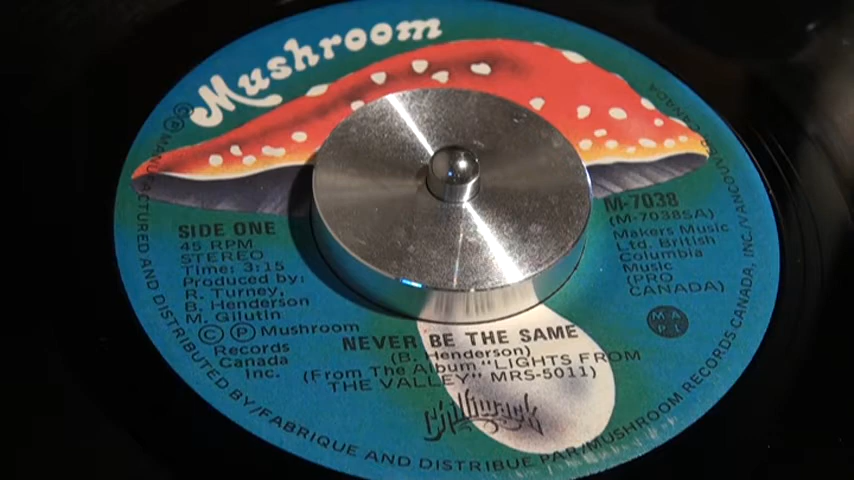 Mushroom
SIDE ONE
45 RPM
STEREO
Time: 3:15
Produced by:
R. Turney,
B. Henderson
M. Gilutin
© Ⓟ Mushroom
Records
Canada
Inc.
M-7038
(M-7038SA)
Makers Music
Ltd. British
Columbia
Music
(PRO
CANADA)
MAPL
NEVER BE THE SAME
(B. Henderson)
(From The Album "LIGHTS FROM
THE VALLEY" MRS-5011)
Chilliwack
Ⓒ Ⓟ MANUFACTURED AND DISTRIBUTED BY/FABRIQUE AND DISTRIBUE PAR/MUSHROOM RECORDS CANADA, INC./VANCOUVER, CANADA